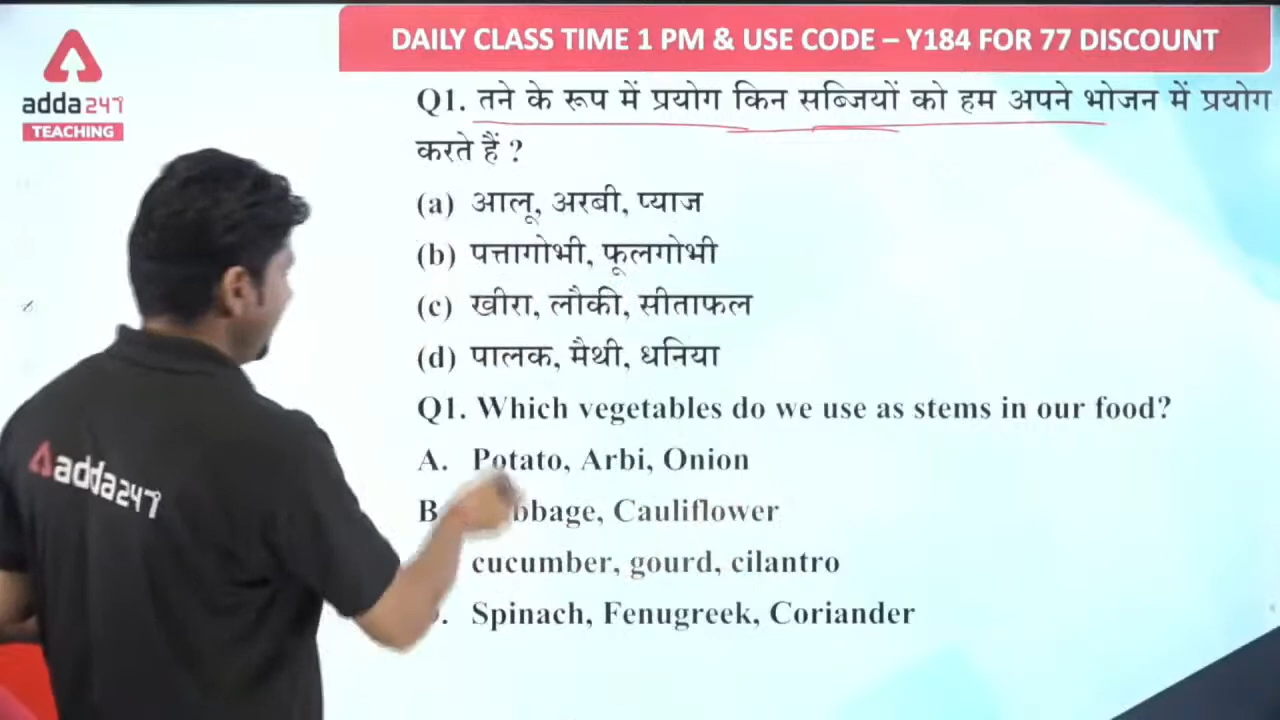 DAILY CLASS TIME 1 PM & USE CODE – Y184 FOR 77 DISCOUNT
adda247
TEACHING
Q1. तने के रूप में प्रयोग किन सब्जियों को हम अपने भोजन में प्रयोग
करते हैं ?
(a) आलू, अरबी, प्याज
(b) पत्तागोभी, फूलगोभी
(c) खीरा, लौकी, सीताफल
(d) पालक, मैथी, धनिया
Q1. Which vegetables do we use as stems in our food?
A. Potato, Arbi, Onion
B bbage, Cauliflower
cucumber, gourd, cilantro
. Spinach, Fenugreek, Coriander
adda247